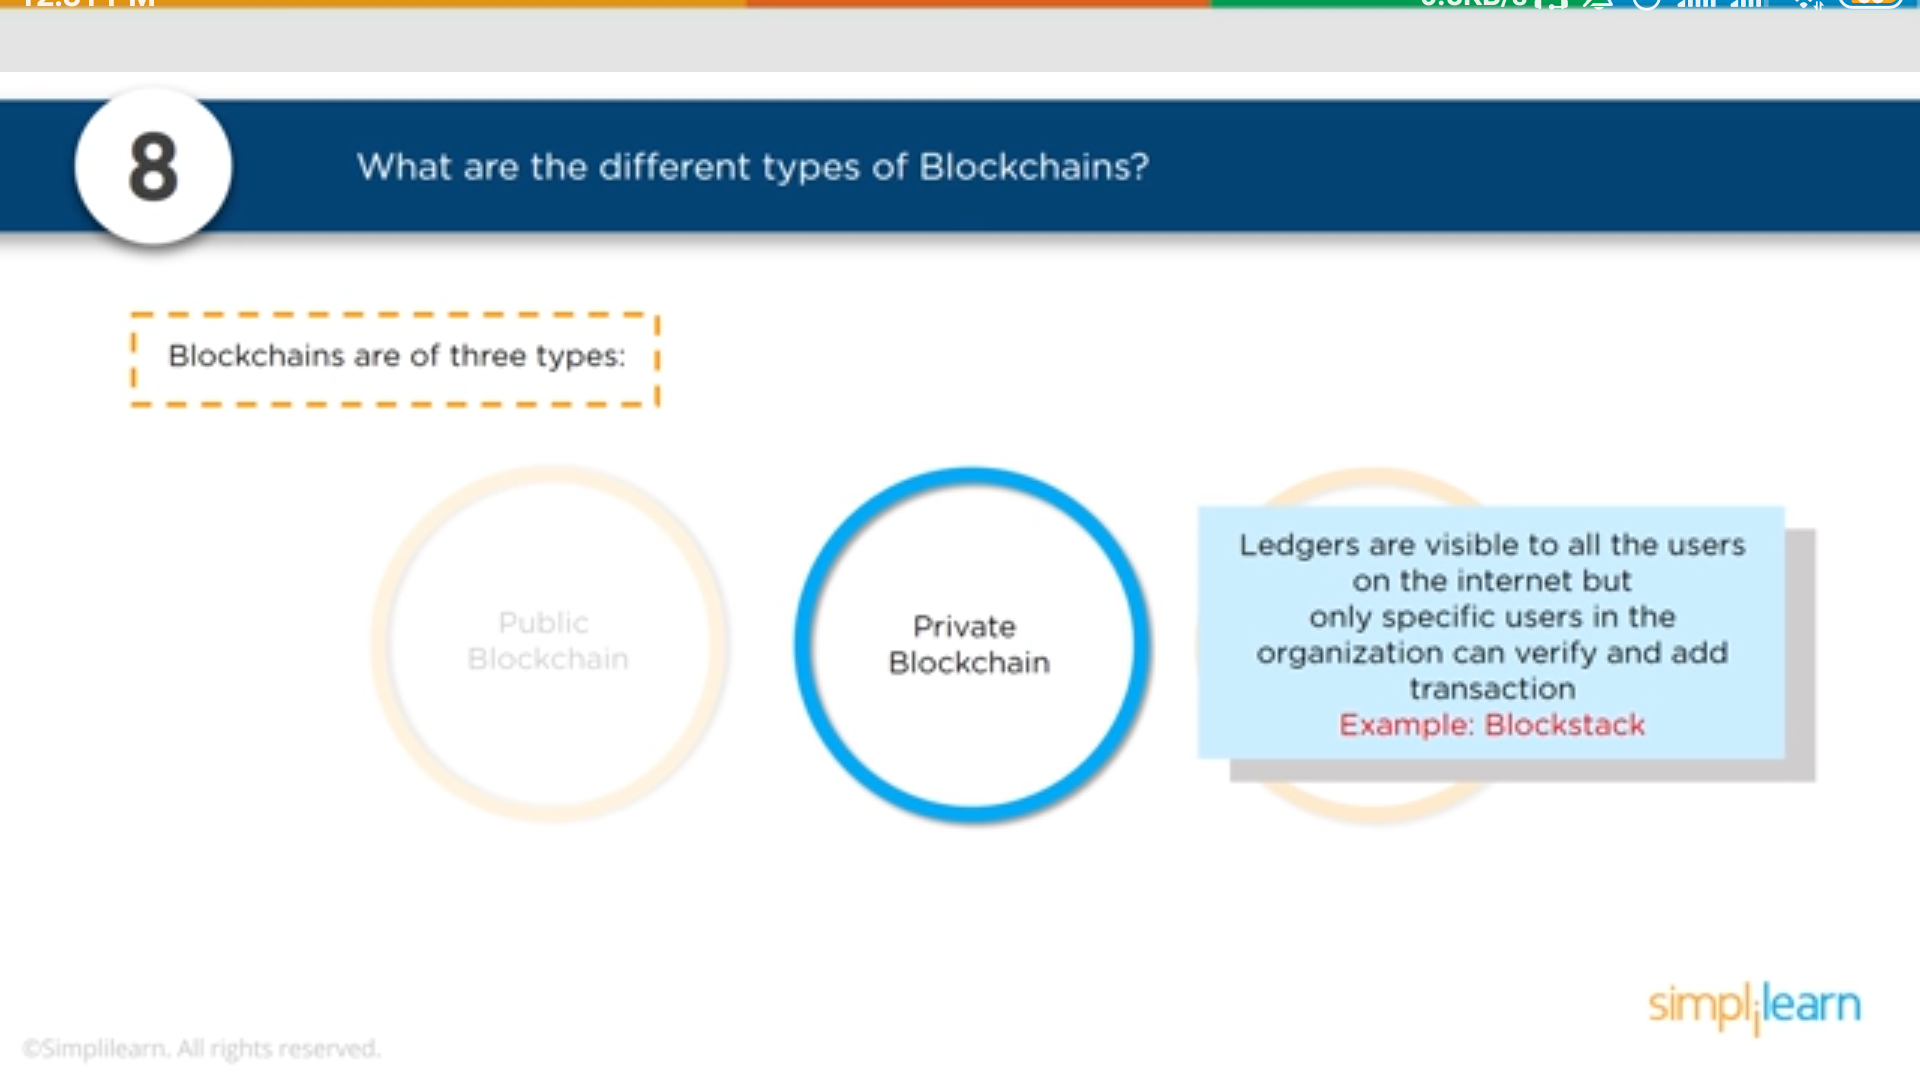 8
What are the different types of Blockchains?
Blockchains are of three types:
Public
Blockchain
Private
Blockchain
Ledgers are visible to all the users
on the internet but
only specific users in the
organization can verify and add
transaction
Example: Blockstack
simplilearn
©Simplilearn. All rights reserved.